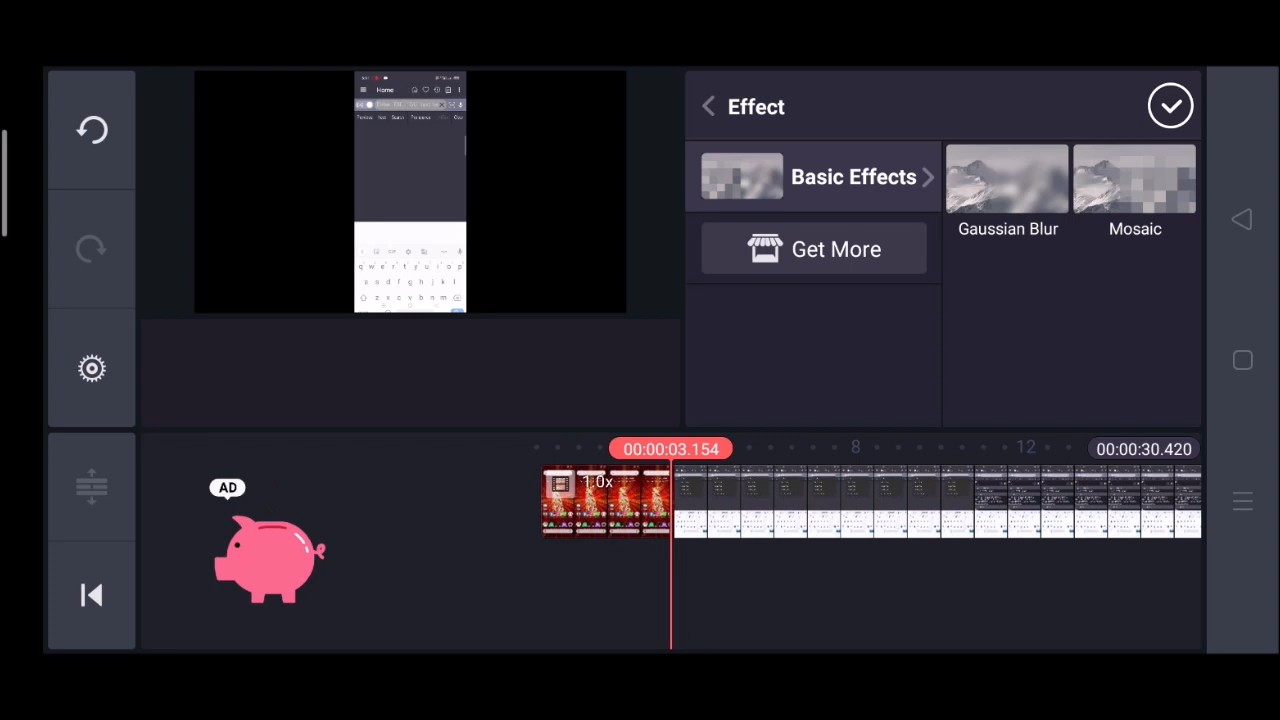 Home
Effect
Basic Effects
Get More
Gaussian Blur
Mosaic
00:00:03.154
8
12
00:00:30.420
1.0x
AD
q w e r t y u i o p
a s d f g h j k l
z x c v b n m